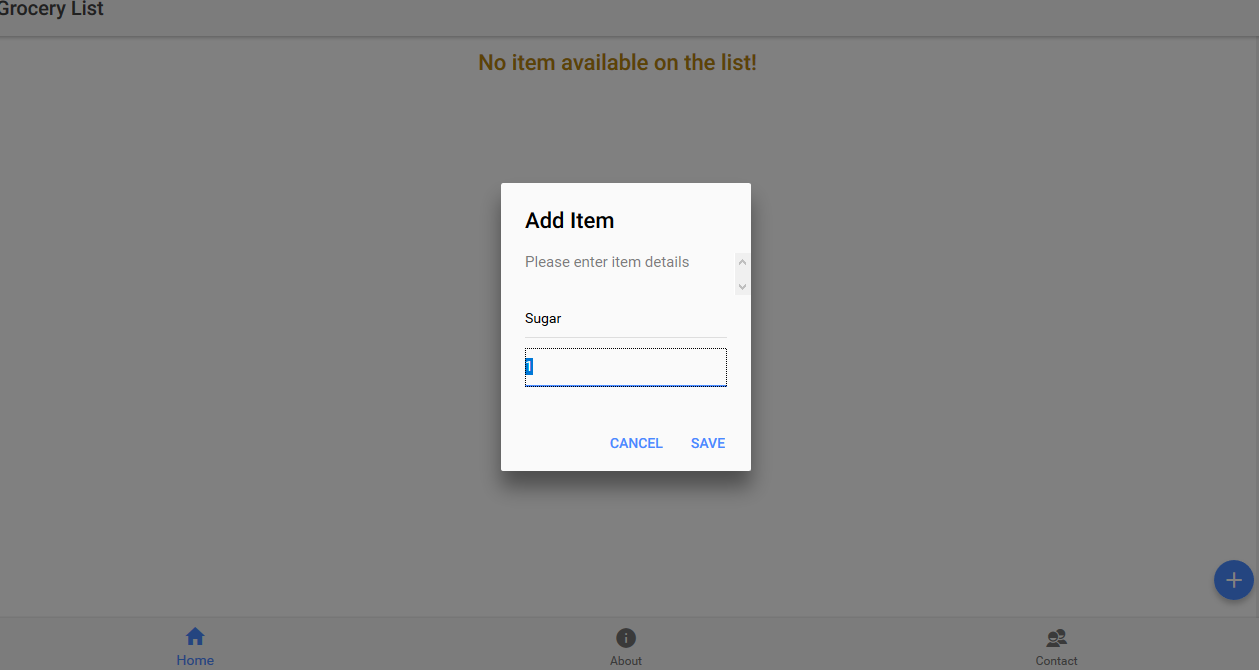 Grocery List
No item available on the list!
Add Item
Please enter item details
Sugar
1
CANCEL SAVE
Home About Contact